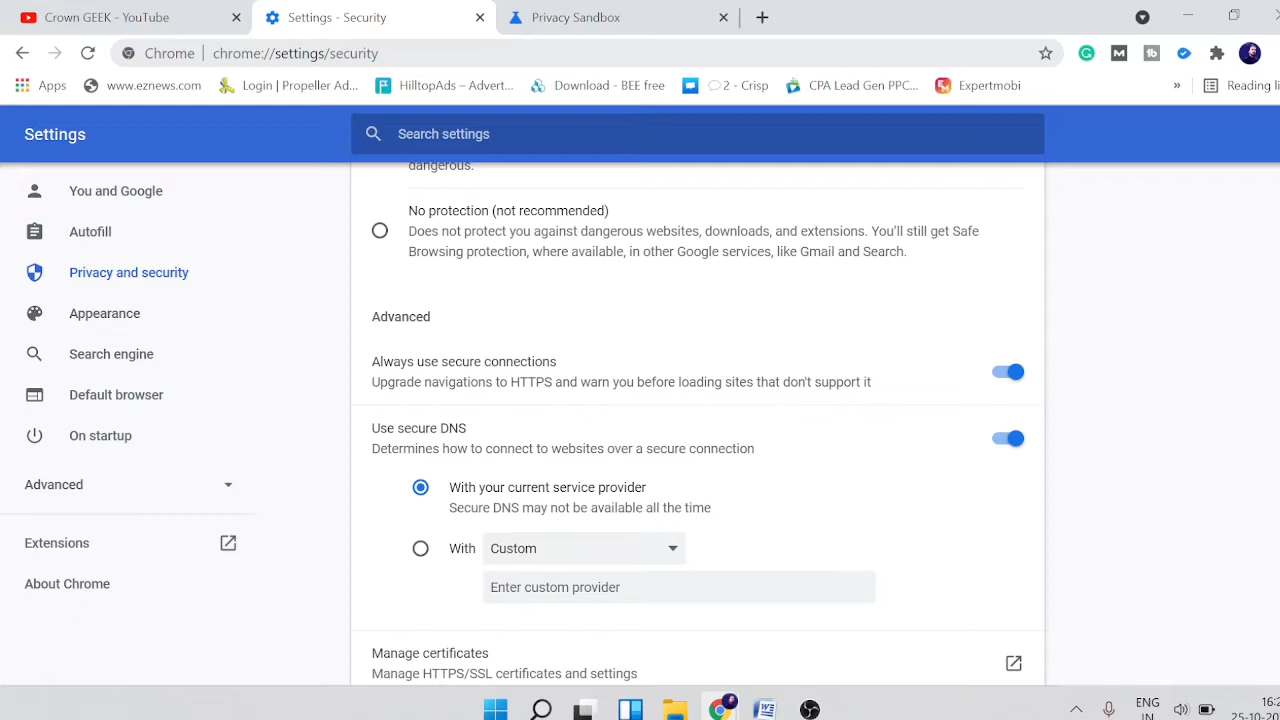 Crown GEEK - YouTube
Settings - Security
Privacy Sandbox
Chrome
chrome://settings/security
Apps
www.eznews.com
Login | Propeller Ad...
HilltopAds – Advert...
Download - BEE free
2 - Crisp
CPA Lead Gen PPC...
Expertmobi
»
Reading li
Settings
Search settings
You and Google
Autofill
Privacy and security
Appearance
Search engine
Default browser
On startup
Advanced
Extensions
About Chrome
dangerous.
No protection (not recommended)
Does not protect you against dangerous websites, downloads, and extensions. You'll still get Safe
Browsing protection, where available, in other Google services, like Gmail and Search.
Advanced
Always use secure connections
Upgrade navigations to HTTPS and warn you before loading sites that don't support it
Use secure DNS
Determines how to connect to websites over a secure connection
With your current service provider
Secure DNS may not be available all the time
With
Custom
Enter custom provider
Manage certificates
Manage HTTPS/SSL certificates and settings
ENG
IN
16:2
25-10-20